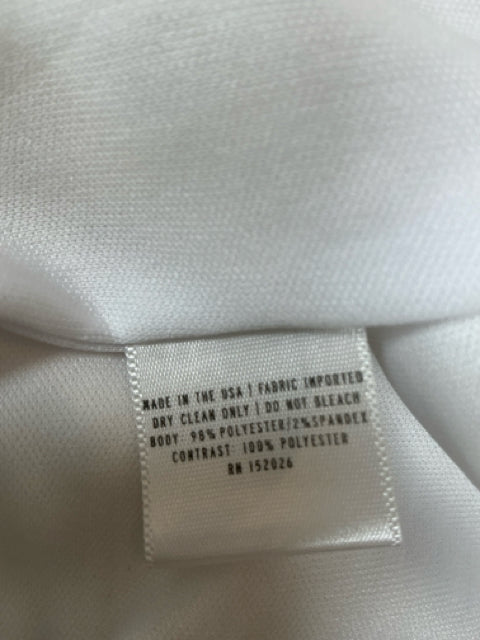 MADE IN THE USA | FABRIC IMPORTED
DRY CLEAN ONLY | DO NOT BLEACH
BODY: 98% POLYESTER/2%SPANDEX
CONTRAST: 100% POLYESTER
RN 152026